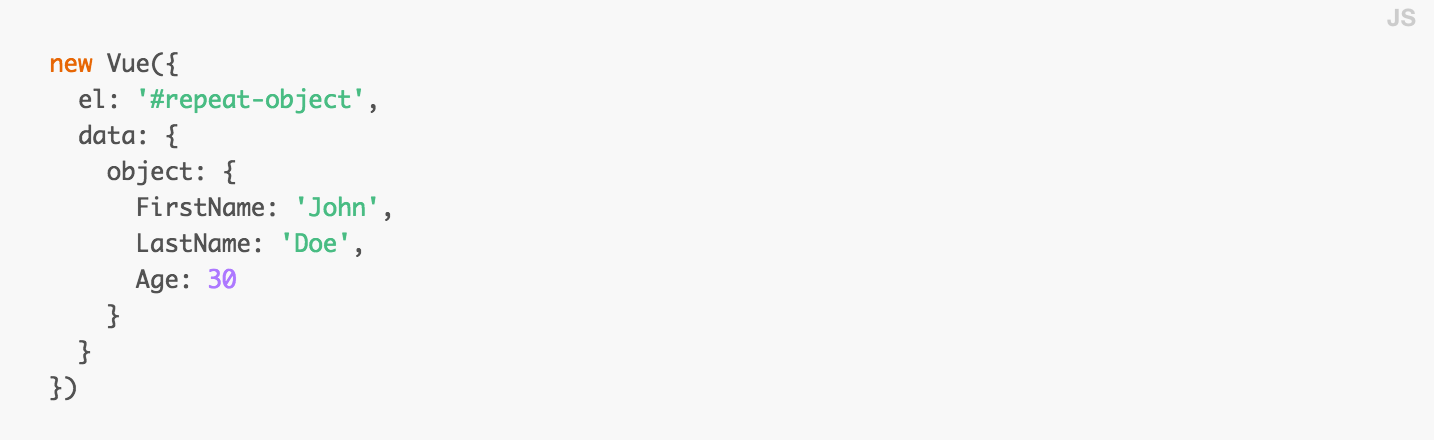 JS
new Vue({
  el: '#repeat-object',
  data: {
    object: {
      FirstName: 'John',
      LastName: 'Doe',
      Age: 30
    }
  }
})